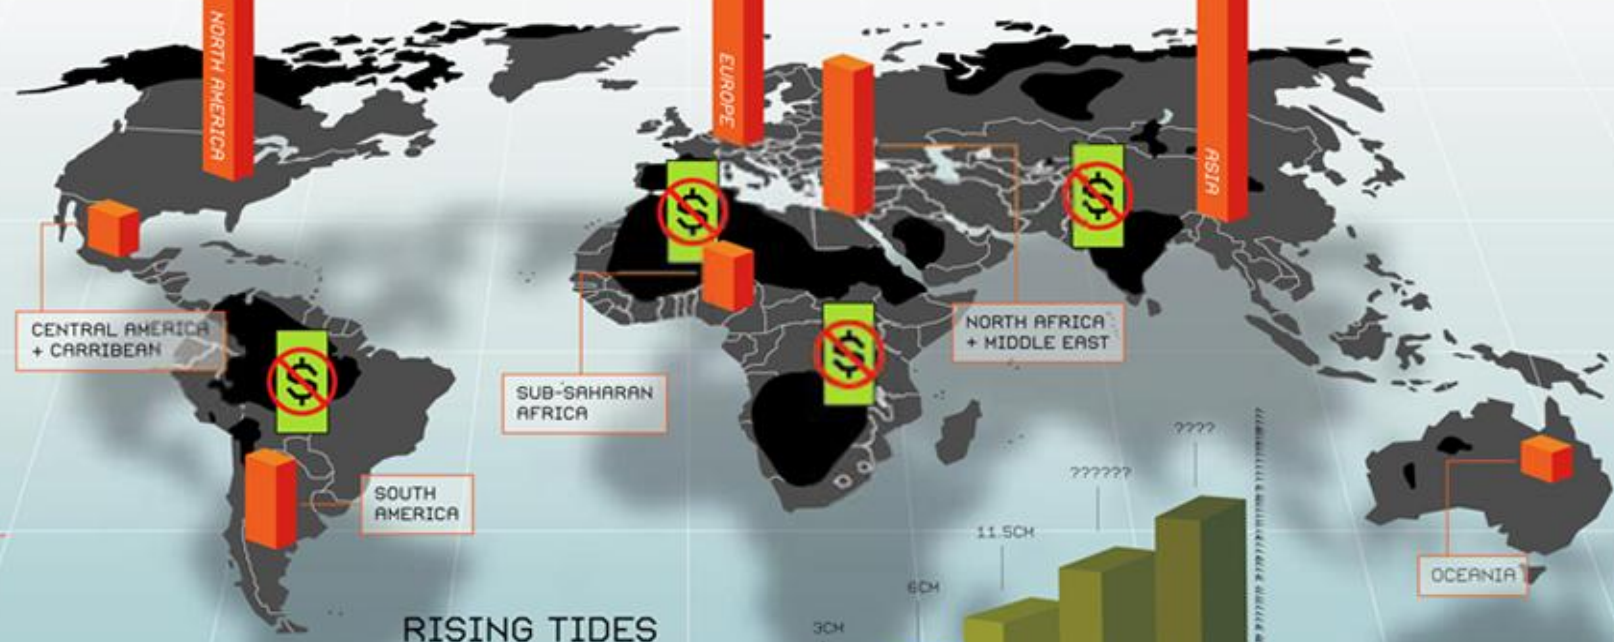 NORTH AMERICA
EUROPE
ASIA
$
$
$
$
CENTRAL AMERICA
+ CARRIBEAN
NORTH AFRICA
+ MIDDLE EAST
SUB-SAHARAN
AFRICA
SOUTH
AMERICA
OCEANIA
????
??????
11.5CM
6CM
3CM
RISING TIDES